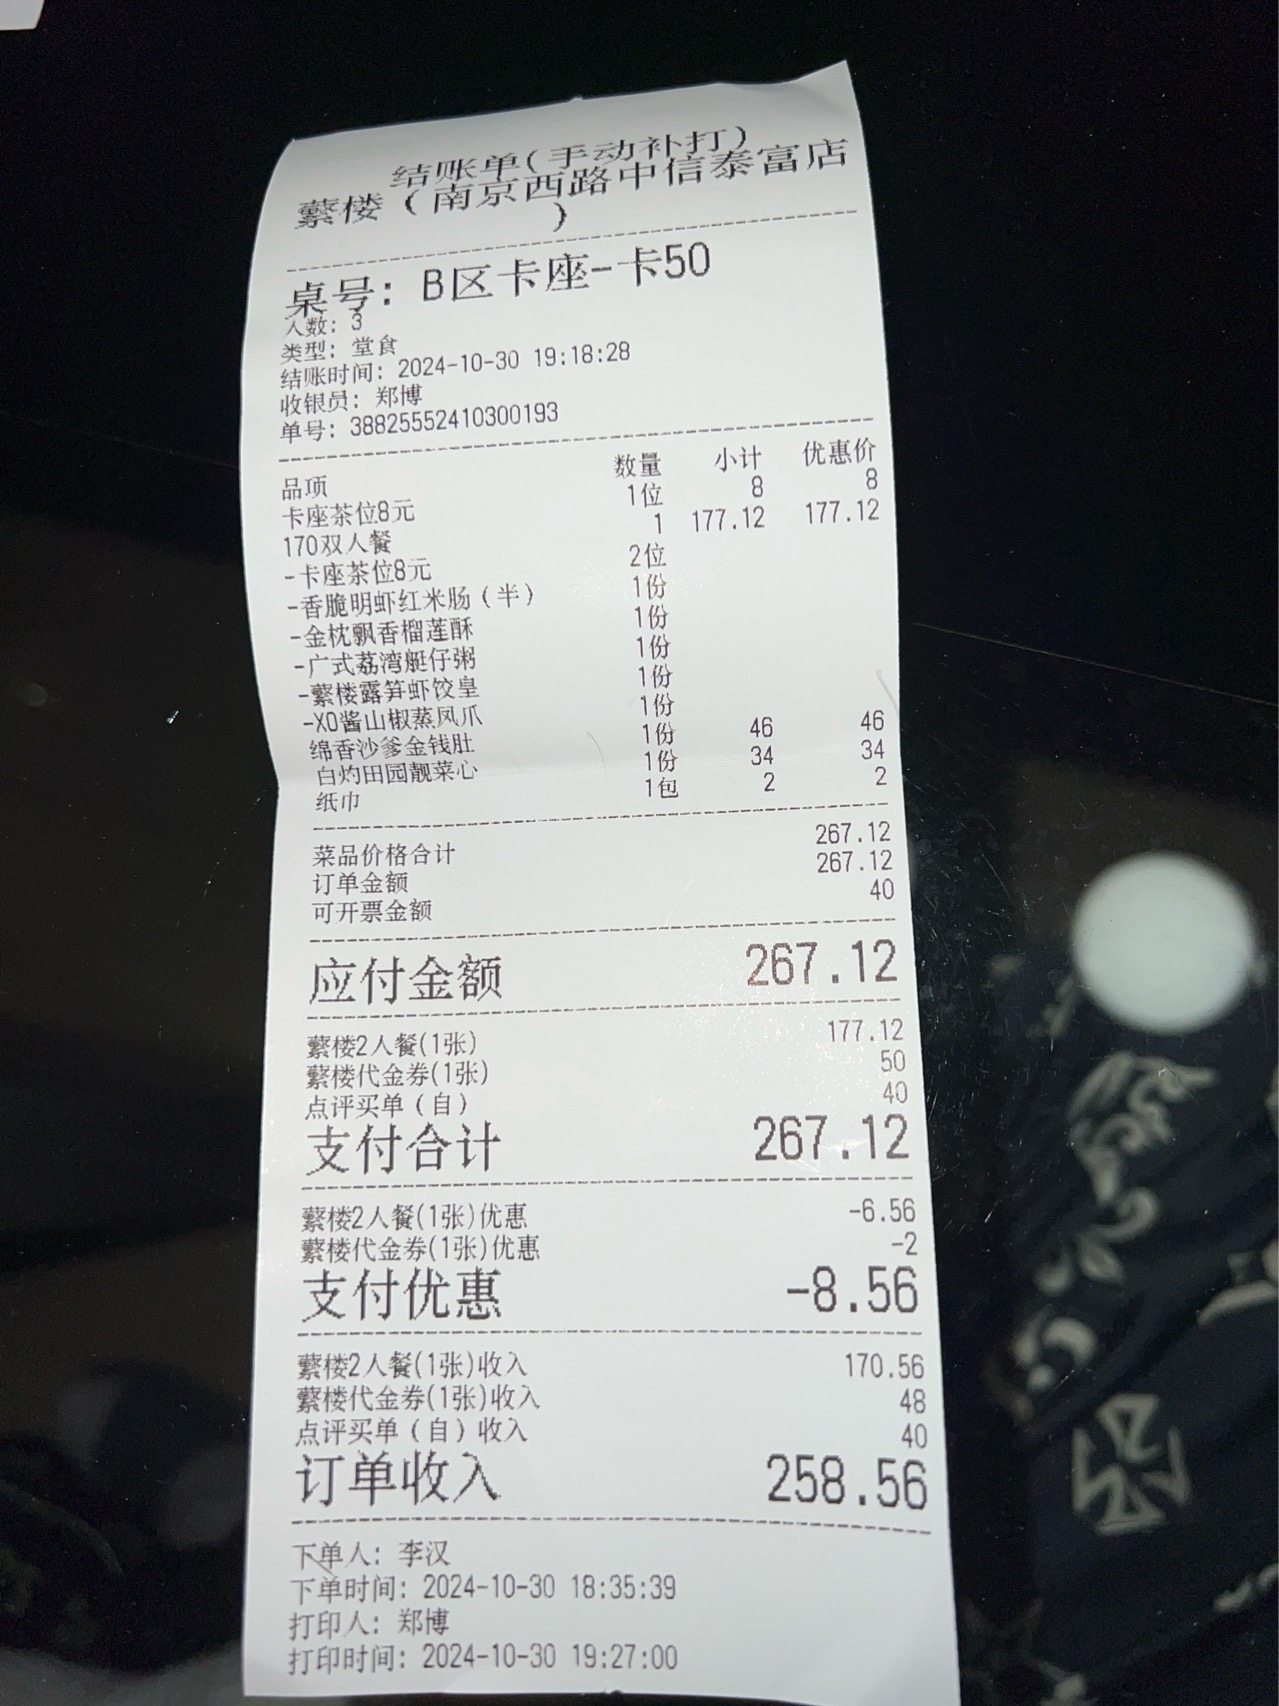 结账单(手动补打)
蘩楼（南京西路中信泰富店
）
桌号: B区卡座-卡50
人数: 3
类型: 堂食
结账时间: 2024-10-30 19:18:28
收银员: 郑博
单号: 38825552410300193
品项 数量 小计 优惠价
卡座茶位8元 1位 8 8
170双人餐 1 177.12 177.12
-卡座茶位8元 2位
-香脆明虾红米肠（半） 1份
-金枕飘香榴莲酥 1份
-广式荔湾艇仔粥 1份
-蘩楼露笋虾饺皇 1份
-XO酱山椒蒸凤爪 1份
绵香沙爹金钱肚 1份 46 46
白灼田园靓菜心 1份 34 34
纸巾 1包 2 2
菜品价格合计 267.12
订单金额 267.12
可开票金额 40
应付金额 267.12
蘩楼2人餐(1张) 177.12
蘩楼代金券(1张) 50
点评买单（自） 40
支付合计 267.12
蘩楼2人餐(1张)优惠 -6.56
蘩楼代金券(1张)优惠 -2
支付优惠 -8.56
蘩楼2人餐(1张)收入 170.56
蘩楼代金券(1张)收入 48
点评买单（自）收入 40
订单收入 258.56
下单人: 李汉
下单时间: 2024-10-30 18:35:39
打印人: 郑博
打印时间: 2024-10-30 19:27:00